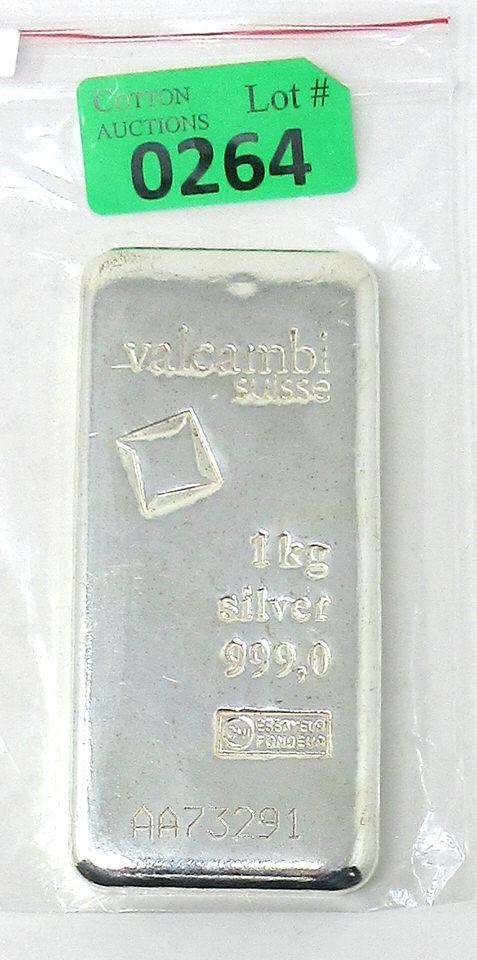 COTTON
AUCTIONS
Lot #
0264
valcambi
suisse
1kg
silver
999,0
ESSAYEUR
FONDEUR
AA73291